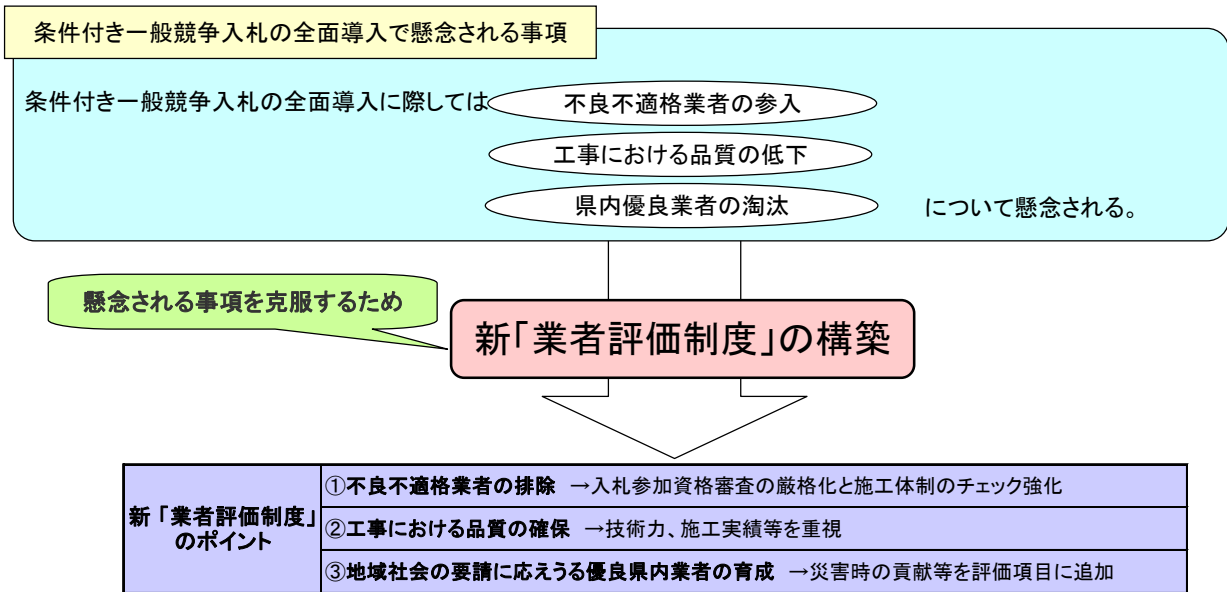 条件付き一般競争入札の全面導入で懸念される事項
条件付き一般競争入札の全面導入に際しては
不良不適格業者の参入
工事における品質の低下
県内優良業者の淘汰
について懸念される。
懸念される事項を克服するため
新「業者評価制度」の構築
新「業者評価制度」
のポイント
①不良不適格業者の排除 →入札参加資格審査の厳格化と施工体制のチェック強化
②工事における品質の確保 →技術力、施工実績等を重視
③地域社会の要請に応えうる優良県内業者の育成 →災害時の貢献等を評価項目に追加